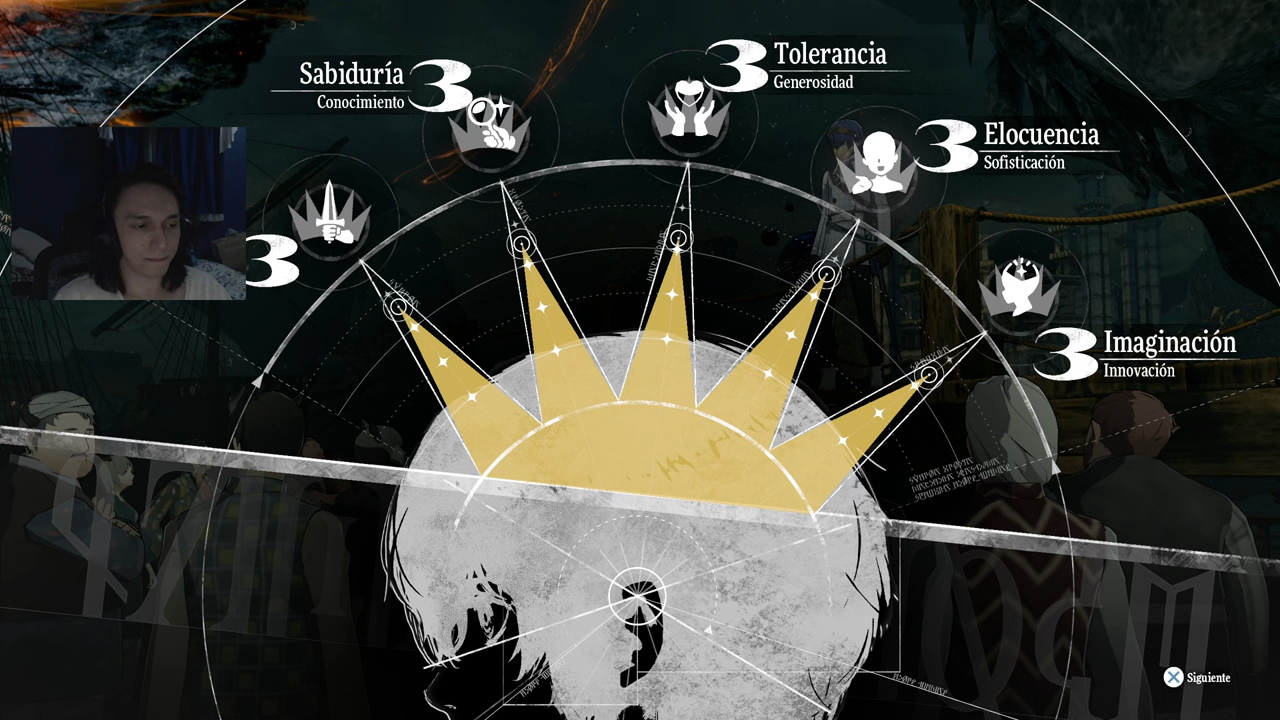 Sabiduría
3
Conocimiento
3
Tolerancia
Generosidad
3
Elocuencia
Sofisticación
3
3
Imaginación
Innovación
Siguiente